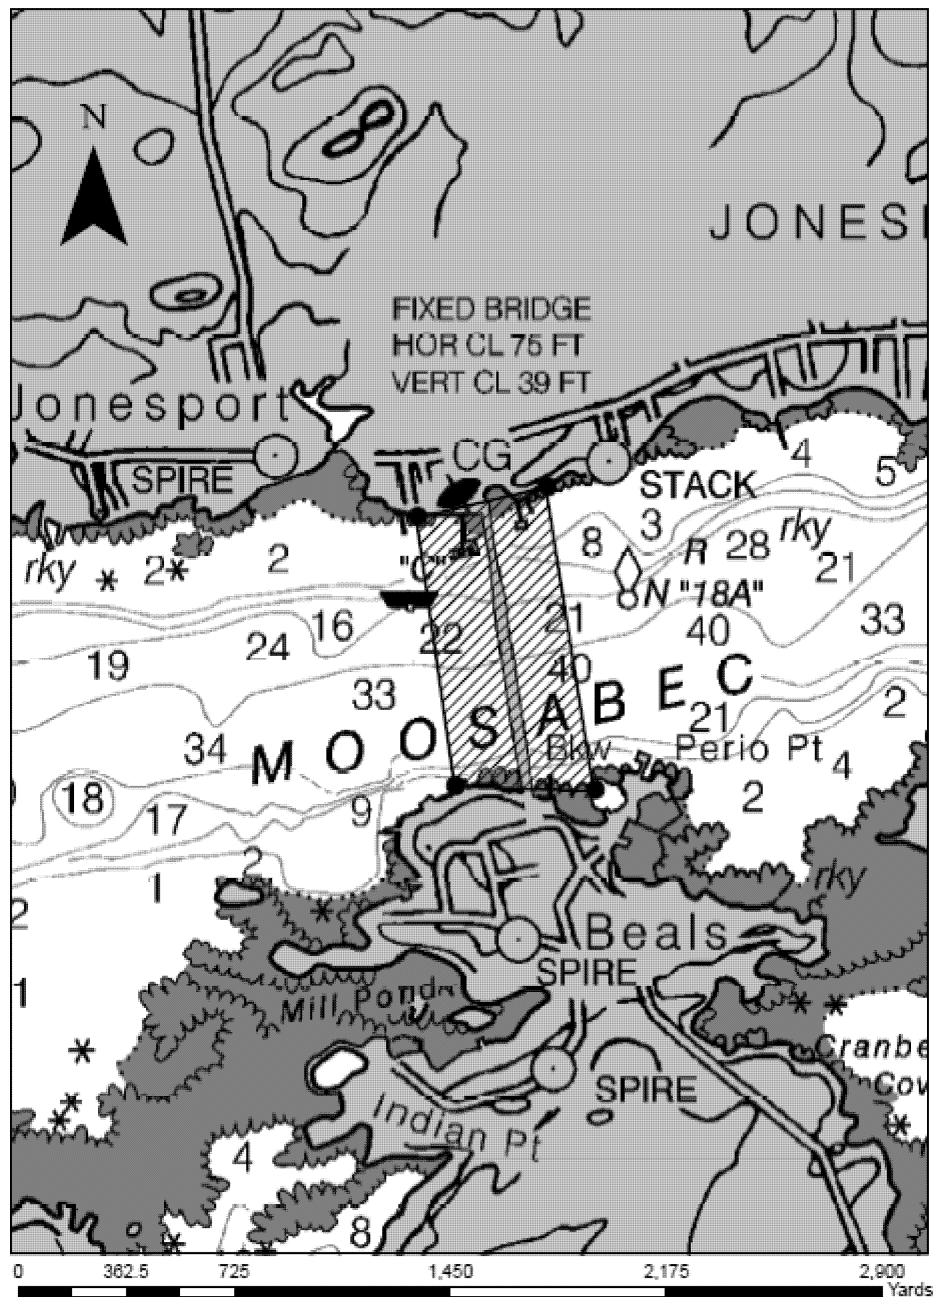 N
JONESI
FIXED BRIDGE
HOR CL 75 FT
VERT CL 39 FT
Jonesport
CG
SPIRE
STACK
4
5
rky
2
2
"C"
8
3
R
28
rky
21
N "18A"
16
22
21
40
33
24
19
33
40
MOOSABEC
21
2
34
Bkw
Perio Pt
4
18
17
9
2
2
1
rky
2
Beals
SPIRE
1
Mill Pond
Cranbe
Cov
SPIRE
Indian Pt
4
8
0 362.5 725 1,450 2,175 2,900
Yards